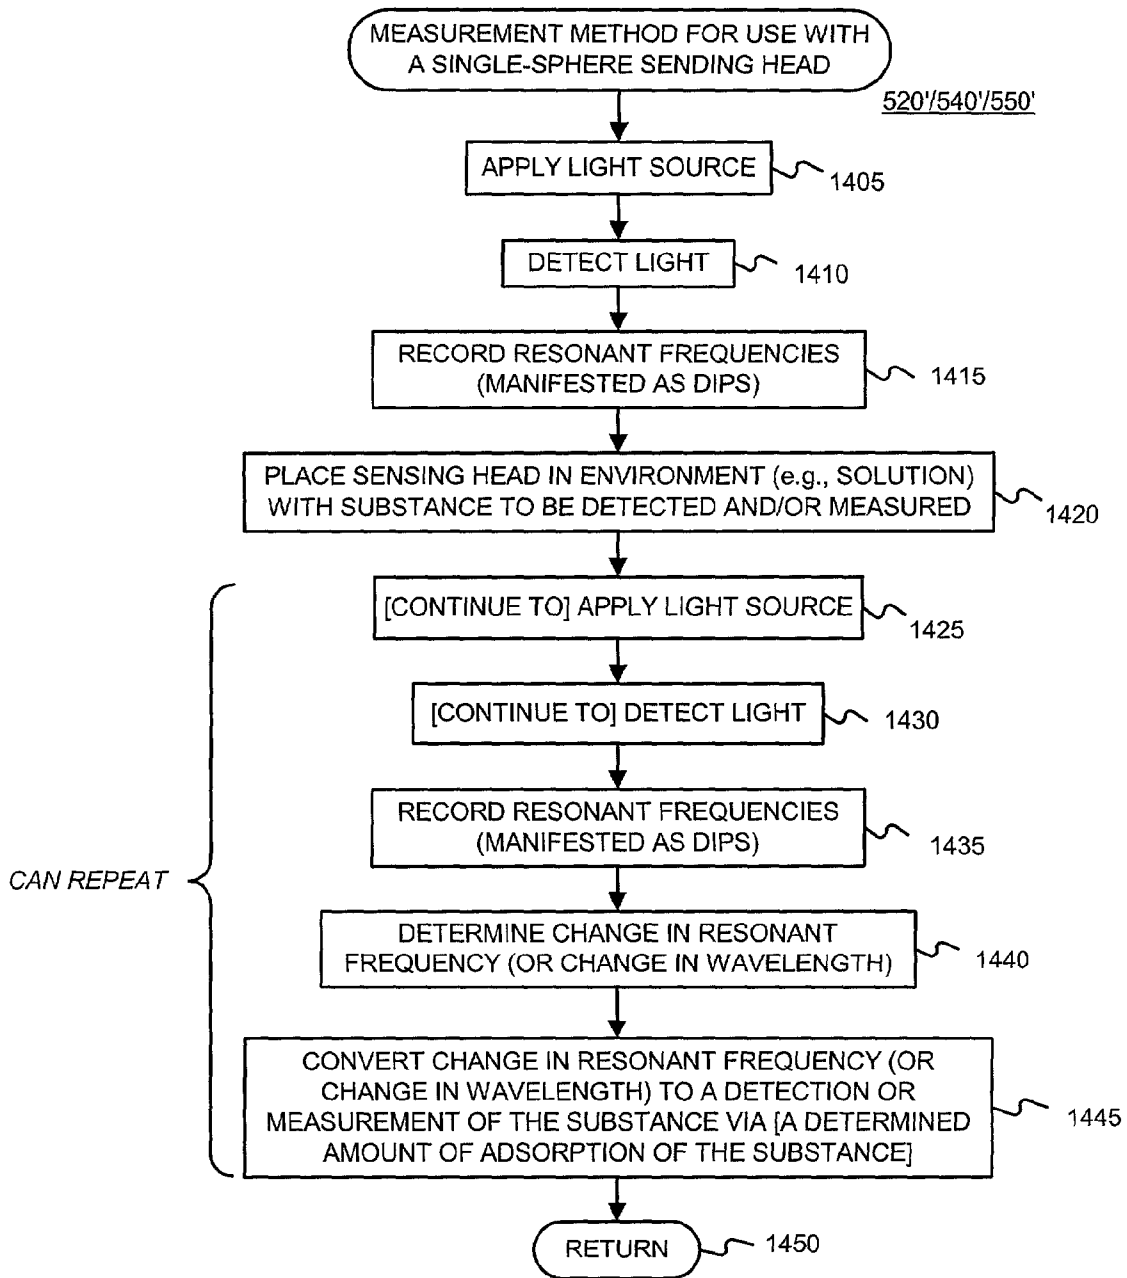 MEASUREMENT METHOD FOR USE WITH
A SINGLE-SPHERE SENDING HEAD
520'/540'/550'
APPLY LIGHT SOURCE
1405
DETECT LIGHT
1410
RECORD RESONANT FREQUENCIES
(MANIFESTED AS DIPS)
1415
PLACE SENSING HEAD IN ENVIRONMENT (e.g., SOLUTION)
WITH SUBSTANCE TO BE DETECTED AND/OR MEASURED
1420
[CONTINUE TO] APPLY LIGHT SOURCE
1425
[CONTINUE TO] DETECT LIGHT
1430
RECORD RESONANT FREQUENCIES
(MANIFESTED AS DIPS)
1435
CAN REPEAT
DETERMINE CHANGE IN RESONANT
FREQUENCY (OR CHANGE IN WAVELENGTH)
1440
CONVERT CHANGE IN RESONANT FREQUENCY (OR
CHANGE IN WAVELENGTH) TO A DETECTION OR
MEASUREMENT OF THE SUBSTANCE VIA [A DETERMINED
AMOUNT OF ADSORPTION OF THE SUBSTANCE]
1445
RETURN
1450